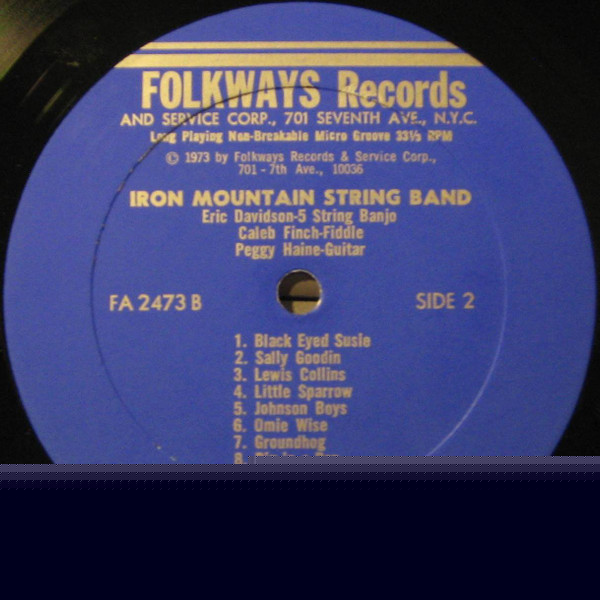 FOLKWAYS Records
AND SERVICE CORP., 701 SEVENTH AVE., N.Y.C.
Long Playing Non-Breakable Micro Groove 33⅓ RPM
© 1973 by Folkways Records & Service Corp.,
701-7th Ave., 10036
IRON MOUNTAIN STRING BAND
Eric Davidson-5 String Banjo
Caleb Finch-Fiddle
Peggy Haine-Guitar
FA 2473 B
SIDE 2
1. Black Eyed Susie
2. Sally Goodin
3. Lewis Collins
4. Little Sparrow
5. Johnson Boys
6. Omie Wise
7. Groundhog
8.